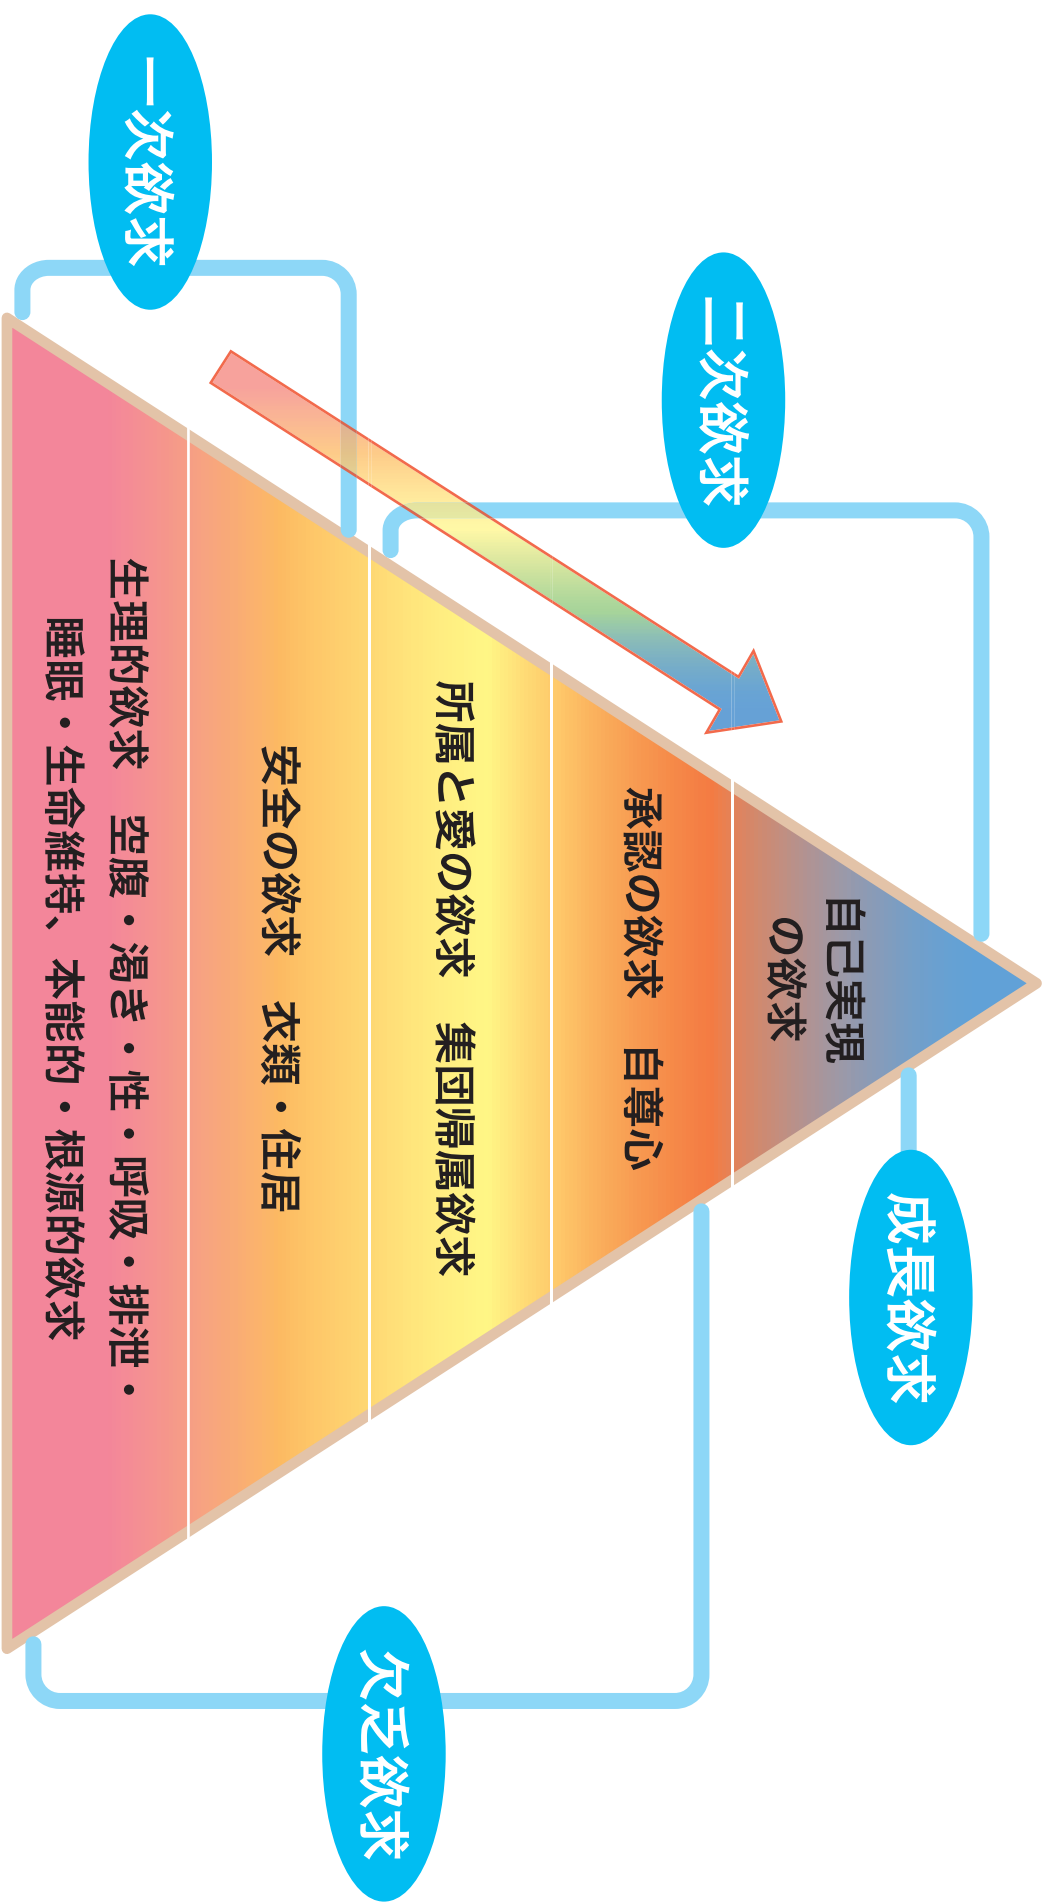 自己実現
の欲求
承認の欲求　自尊心
所属と愛の欲求　集団帰属欲求
安全の欲求　衣類・住居
生理的欲求　空腹・渇き・性・呼吸・排泄・
睡眠・生命維持、本能的・根源的欲求
二次欲求
一次欲求
成長欲求
欠乏欲求